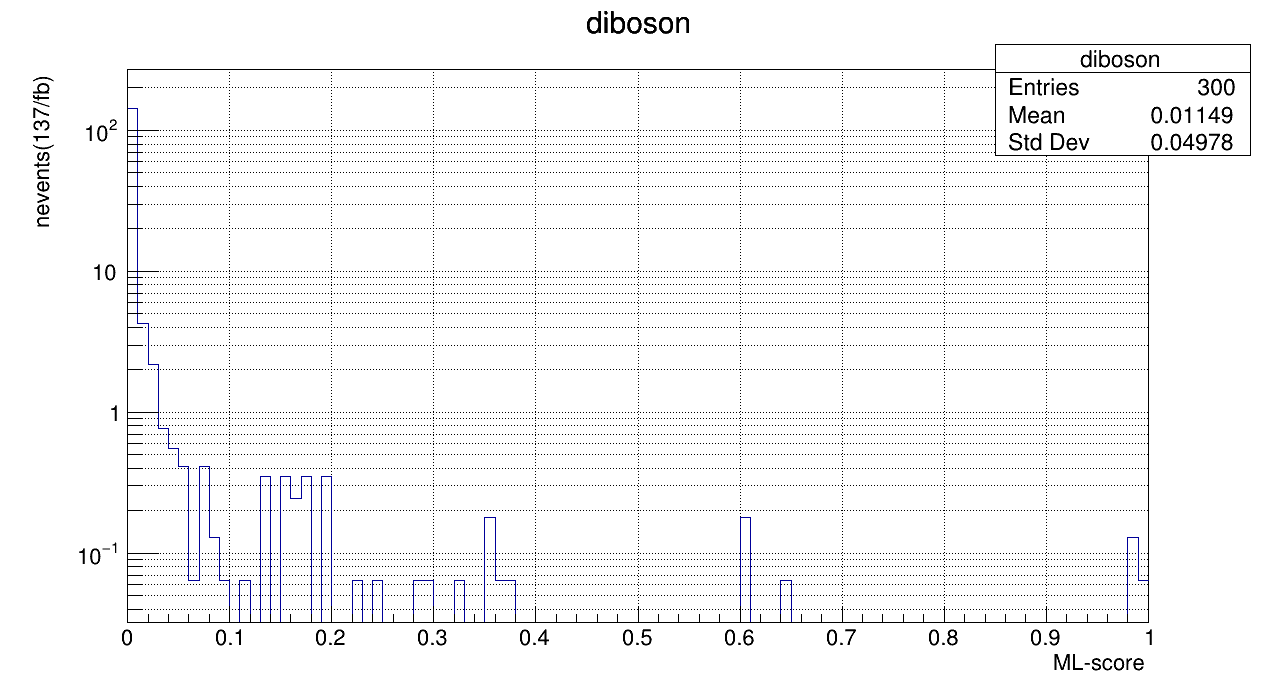 diboson
diboson
Entries 300
Mean 0.01149
Std Dev 0.04978
nevents(137/fb)
10²
10
1
10⁻¹
0 0.1 0.2 0.3 0.4 0.5 0.6 0.7 0.8 0.9 1
ML-score